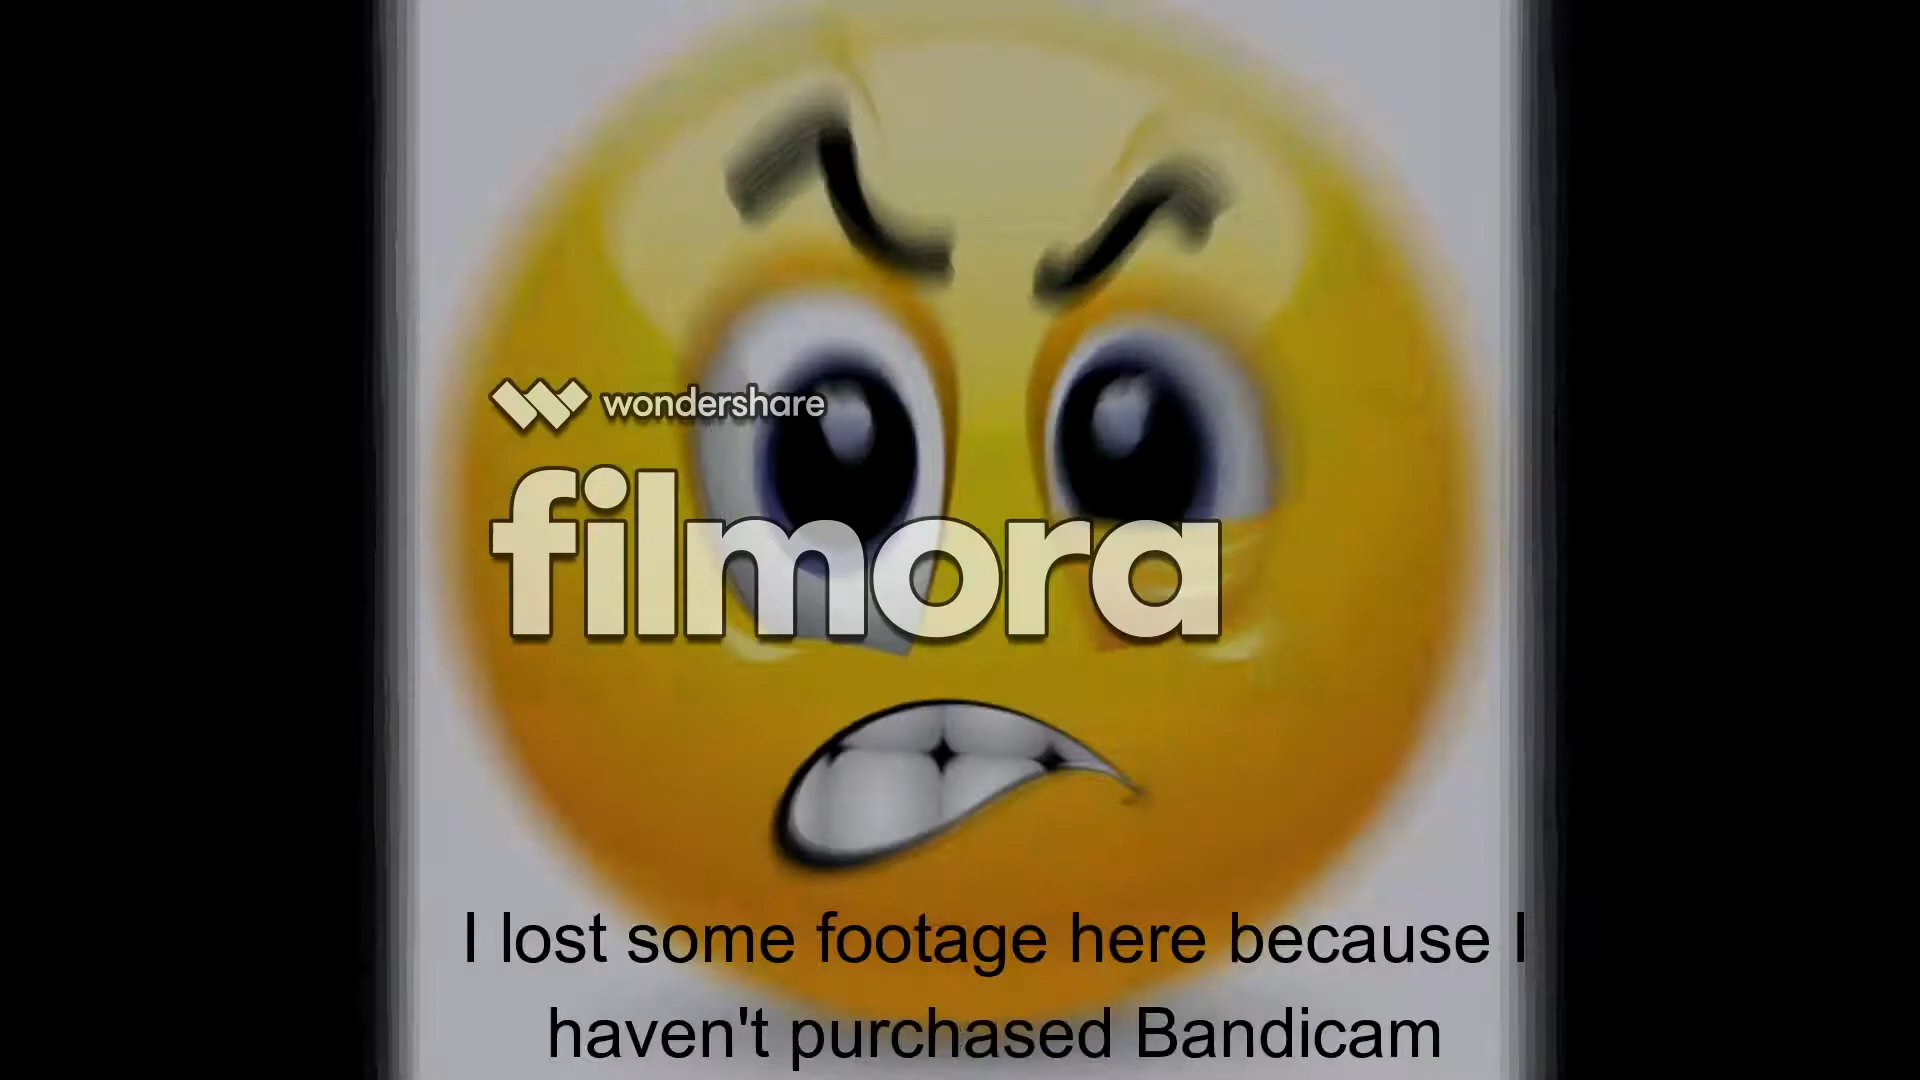 wondershare
filmora
I lost some footage here because I
haven't purchased Bandicam